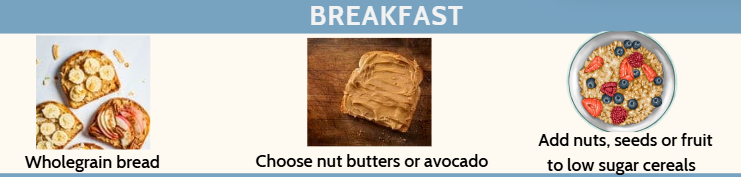 BREAKFAST
Wholegrain bread
Choose nut butters or avocado
Add nuts, seeds or fruit
to low sugar cereals